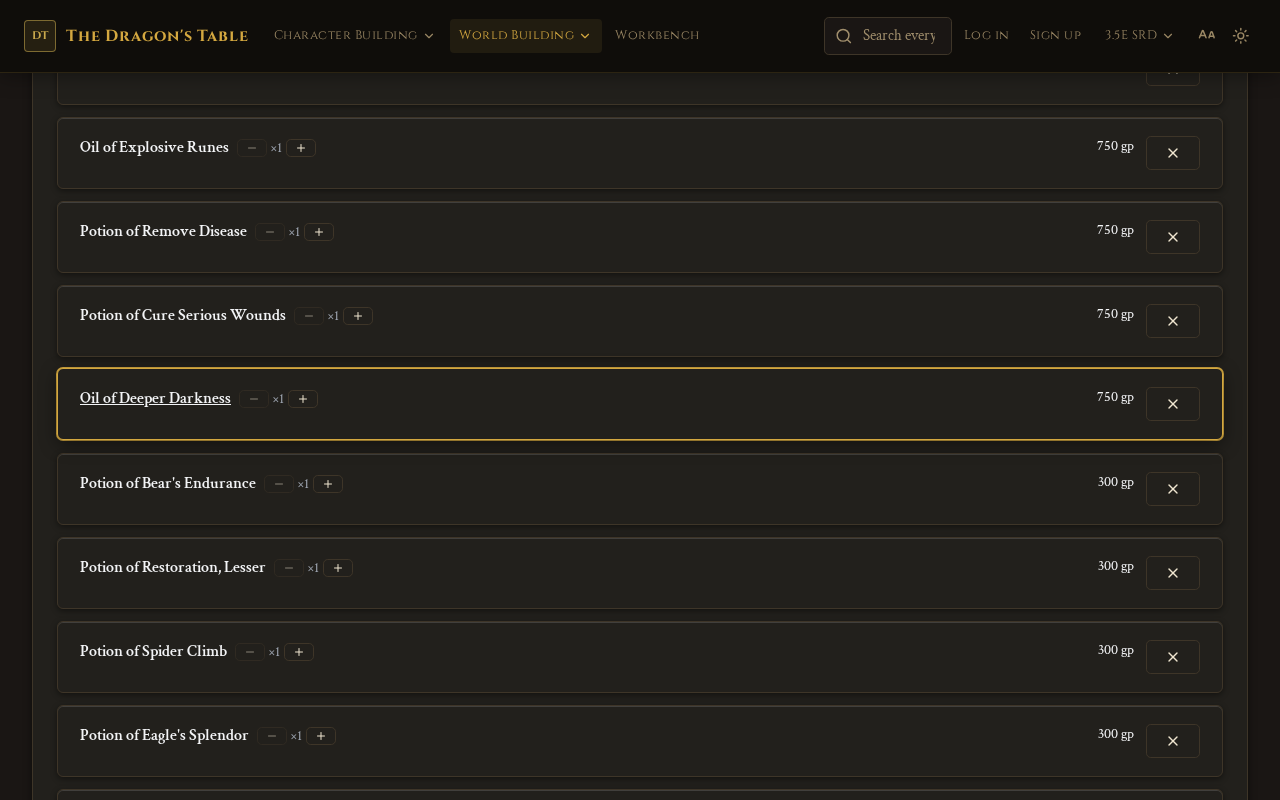 DT THE DRAGON'S TABLE CHARACTER BUILDING WORLD BUILDING WORKBENCH Search every LOG IN SIGN UP 3.5E SRD AA
Oil of Explosive Runes − ×1 + 750 gp ×
Potion of Remove Disease − ×1 + 750 gp ×
Potion of Cure Serious Wounds − ×1 + 750 gp ×
Oil of Deeper Darkness − ×1 + 750 gp ×
Potion of Bear's Endurance − ×1 + 300 gp ×
Potion of Restoration, Lesser − ×1 + 300 gp ×
Potion of Spider Climb − ×1 + 300 gp ×
Potion of Eagle's Splendor − ×1 + 300 gp ×